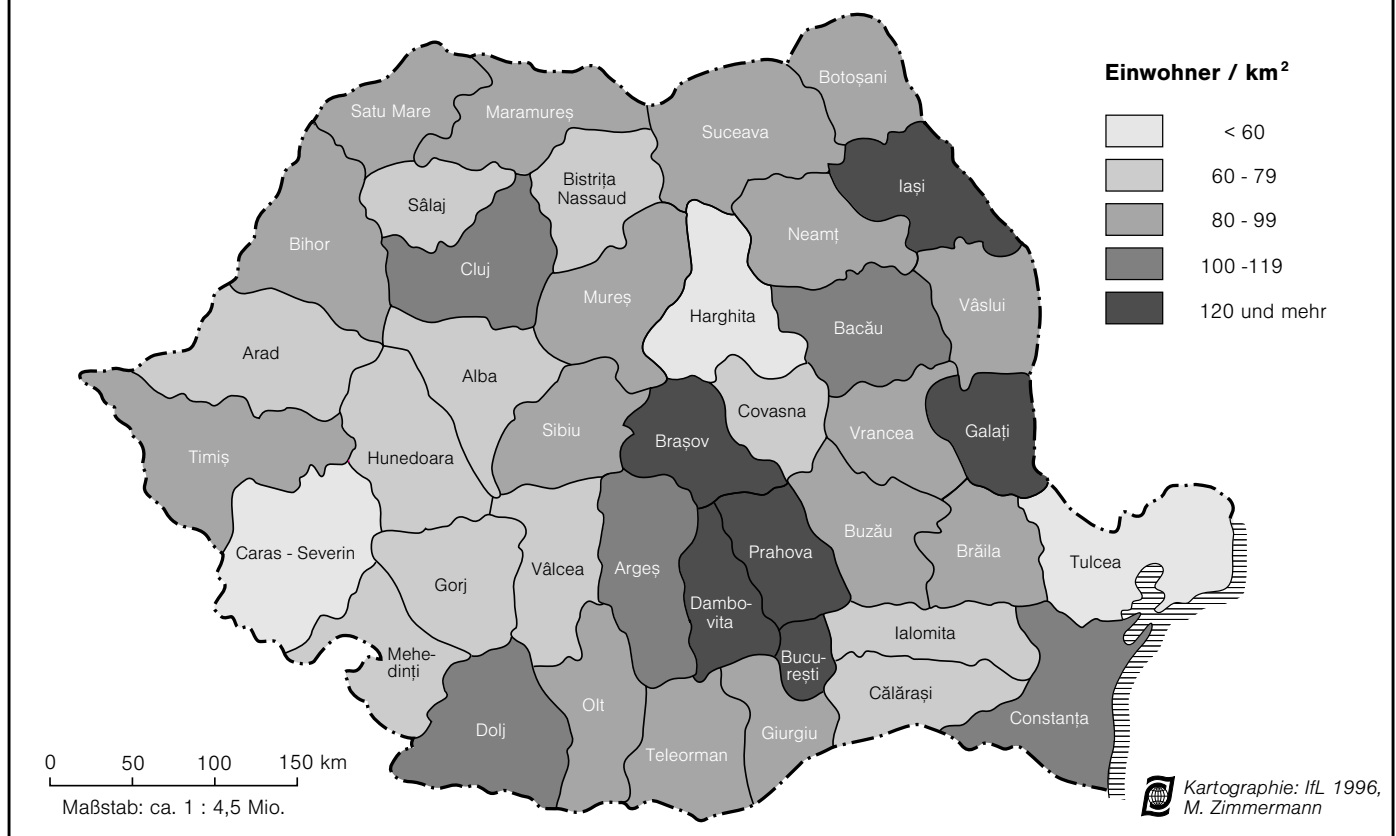 Einwohner / km²
< 60
60 - 79
80 - 99
100 -119
120 und mehr
Botoșani
Satu Mare
Maramureș
Suceava
Iași
Bistrița
Nassaud
Sâlaj
Neamț
Bihor
Cluj
Mureș
Vâslui
Harghita
Bacău
Arad
Alba
Covasna
Sibiu
Brașov
Vrancea
Galați
Timiș
Hunedoara
Buzău
Brăila
Caras - Severin
Prahova
Tulcea
Vâlcea
Argeș
Gorj
Dambo-
vita
Ialomita
Mehe-
dinți
Bucu-
rești
Călărași
Olt
Constanța
Dolj
Giurgiu
Teleorman
0 50 100 150 km
Maßstab: ca. 1 : 4,5 Mio.
Kartographie: IfL 1996,
M. Zimmermann